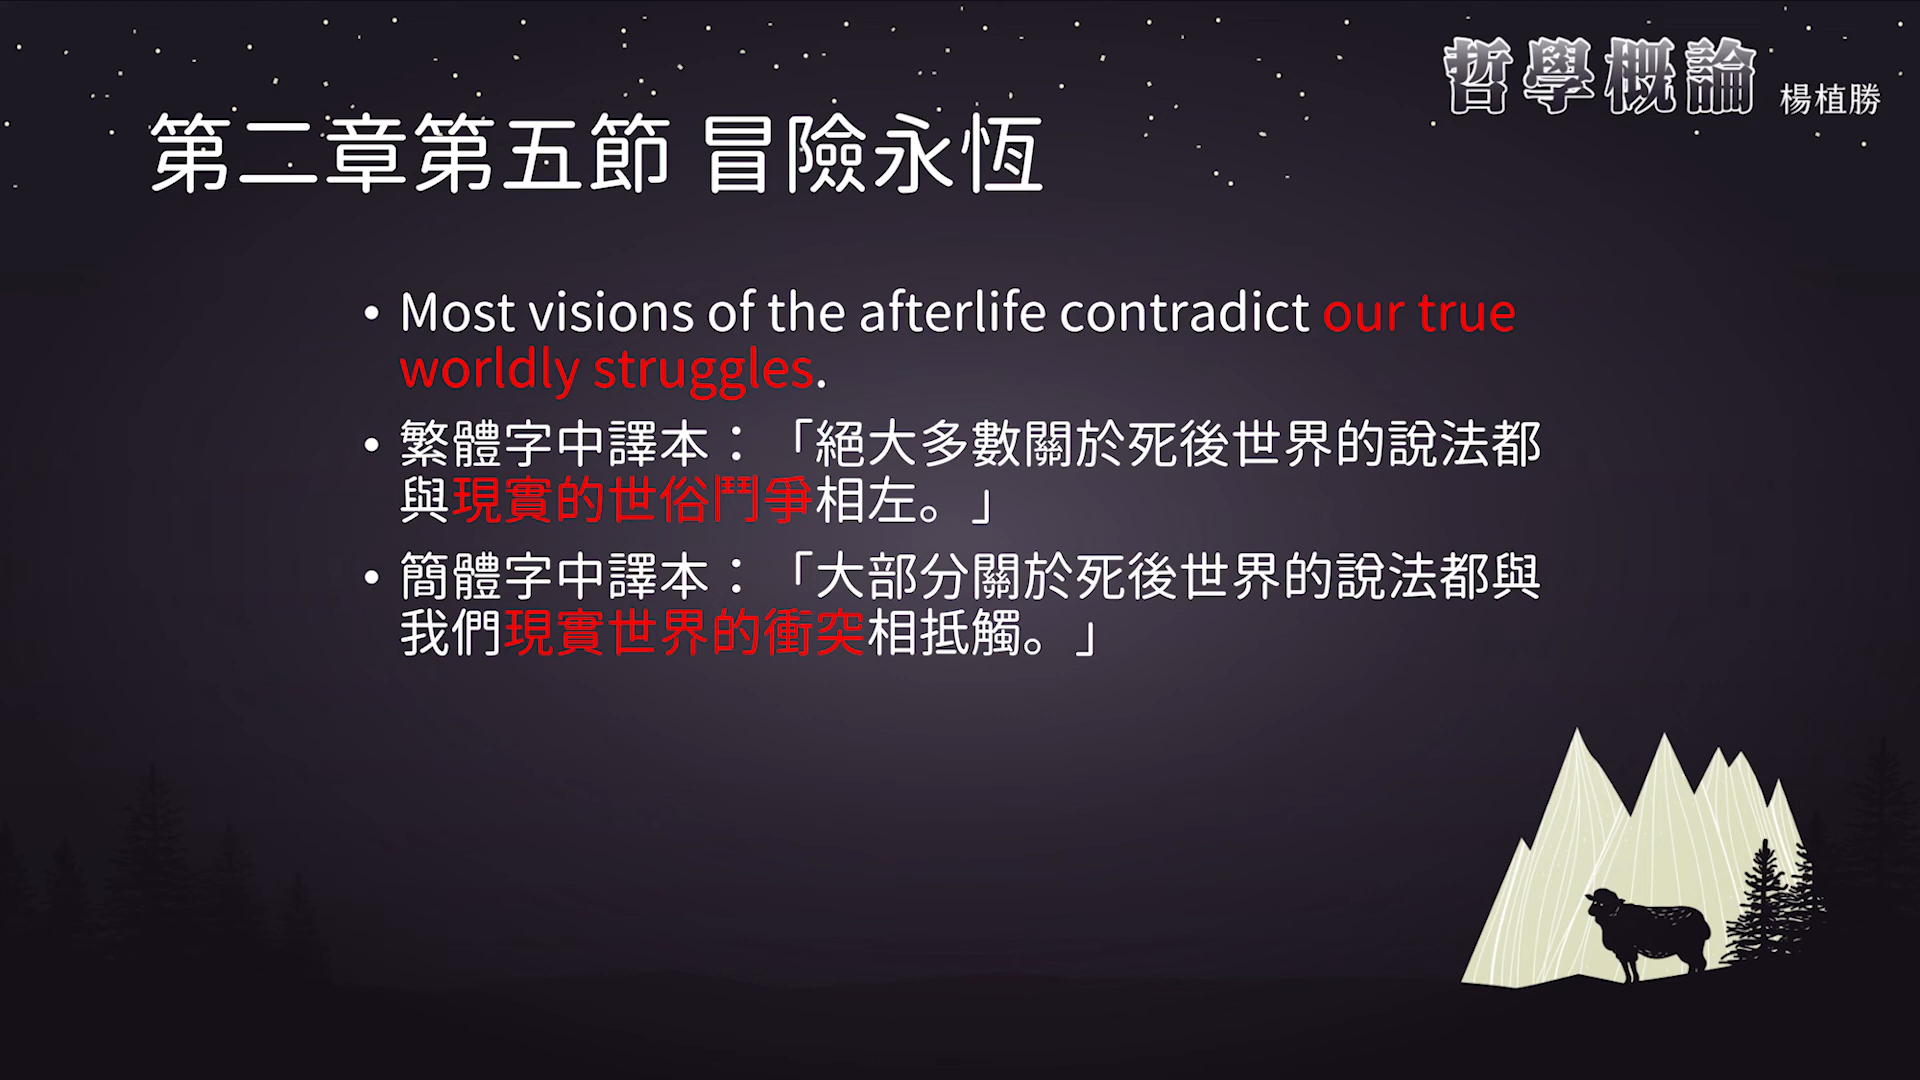 哲學概論 楊植勝
第二章第五節 冒險永恆
• Most visions of the afterlife contradict our true
worldly struggles.
• 繁體字中譯本：「絕大多數關於死後世界的說法都
與現實的世俗鬥爭相左。」
• 簡體字中譯本：「大部分關於死後世界的說法都與
我們現實世界的衝突相抵觸。」